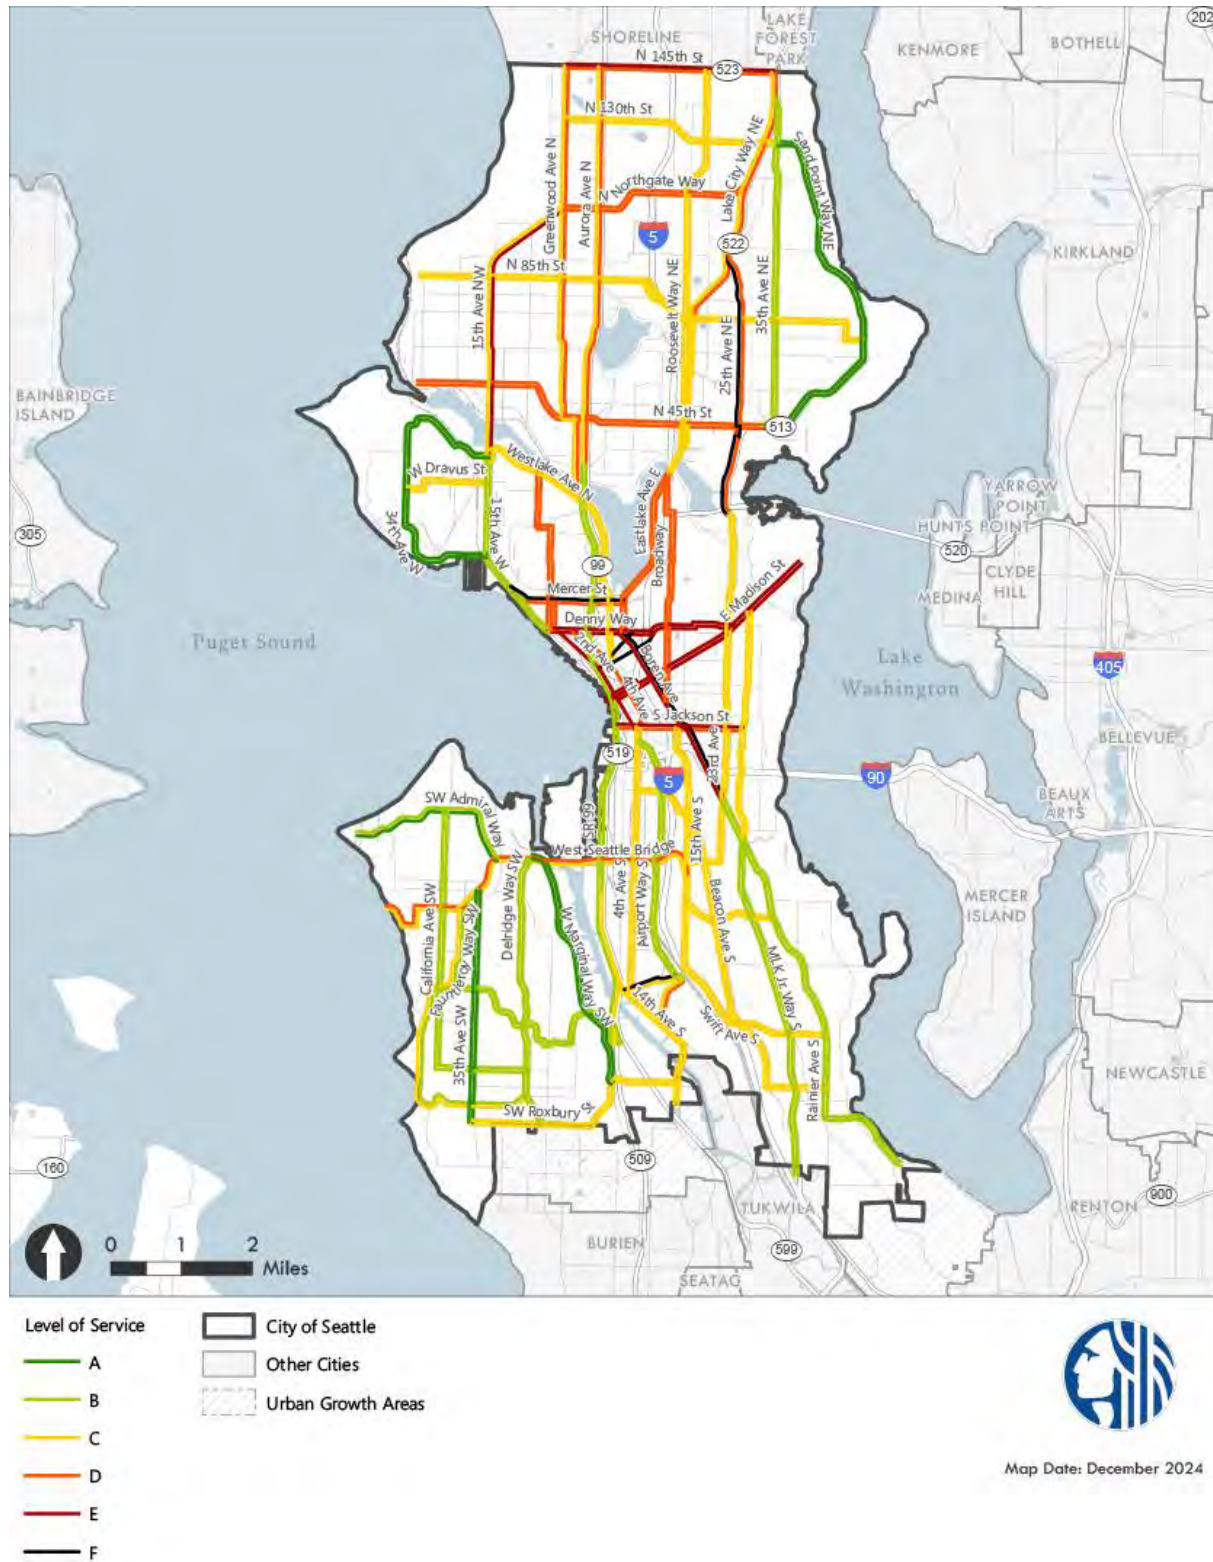 LAKE
FOREST
PARK
SHORELINE
202
KENMORE
BOTHELL
N 145th St
523
N 130th St
Sand Point Way NE
Lake City Way NE
Greenwood Ave N
Aurora Ave N
N Northgate Way
5
522
KIRKLAND
N 85th St
Roosevelt Way NE
35th Ave NE
15th Ave NW
25th Ave NE
BAINBRIDGE
ISLAND
N 45th St
513
Westlake Ave N
W Dravus St
YARROW
POINT
HUNTS POINT
34th Ave W
15th Ave W
Eastlake Ave E
305
520
99
Broadway
CLYDE
HILL
Mercer St
E Madison St
MEDINA
Denny Way
Puget Sound
2nd Ave
Boren Ave
Lake
Washington
405
4th Ave
S Jackson St
519
23rd Ave
BELLEVUE
5
90
BEAUX
ARTS
SW Admiral Way
SR 99
15th Ave S
West Seattle Bridge
4th Ave S
Airport Way S
Beacon Ave S
MERCER
ISLAND
California Ave SW
Fauntleroy Way SW
Delridge Way SW
W Marginal Way SW
MLK Jr. Way S
14th Ave S
Swift Ave S
35th Ave SW
Rainier Ave S
NEWCASTLE
SW Roxbury St
160
509
TUKWILA
RENTON
900
BURIEN
599
SEATAC
0 1 2
Miles
Level of Service
A
B
C
D
E
F
City of Seattle
Other Cities
Urban Growth Areas
Map Date: December 2024